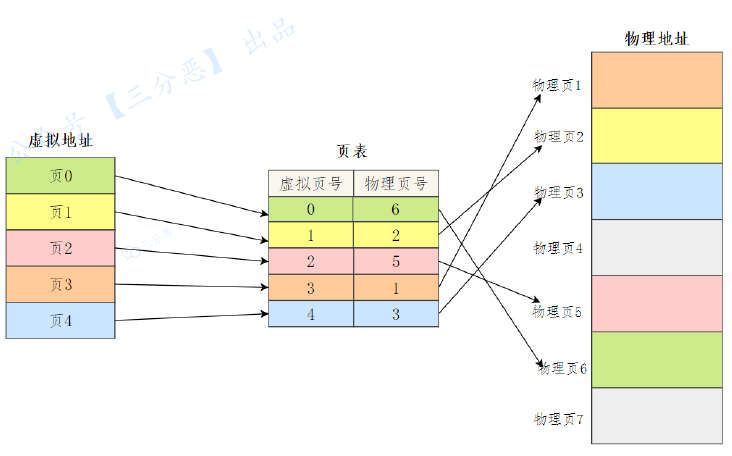 公众号【三分恶】出品
虚拟地址
页0
页1
页2
页3
页4
页表
虚拟页号 物理页号
0 6
1 2
2 5
3 1
4 3
物理地址
物理页1
物理页2
物理页3
物理页4
物理页5
物理页6
物理页7